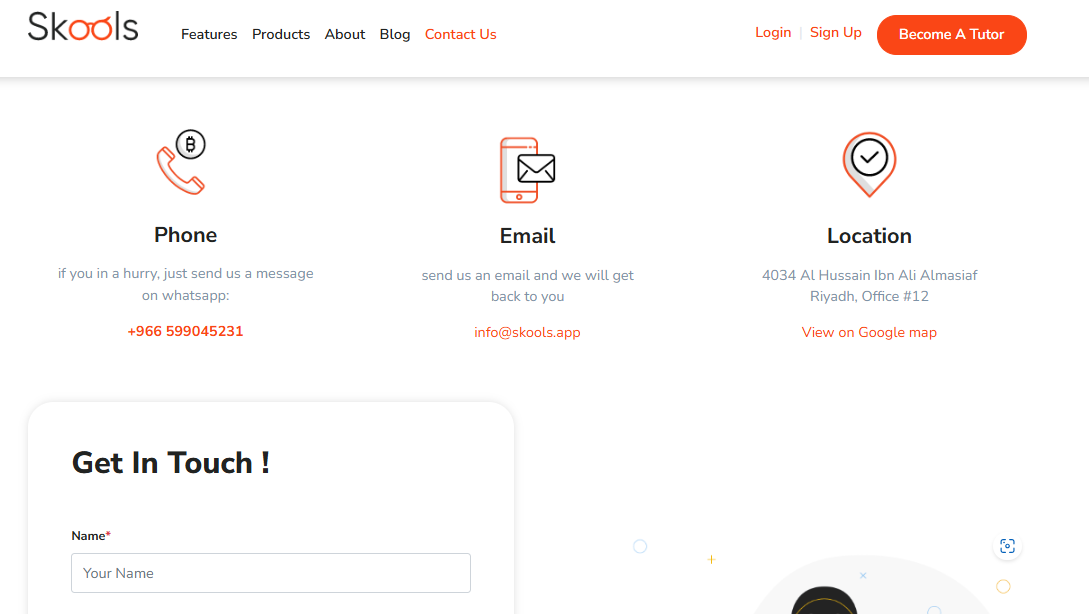 Skools
Features Products About Blog Contact Us
Login | Sign Up Become A Tutor
Phone
if you in a hurry, just send us a message
on whatsapp:
+966 599045231
Email
send us an email and we will get
back to you
info@skools.app
Location
4034 Al Hussain Ibn Ali Almasiaf
Riyadh, Office #12
View on Google map
Get In Touch !
Name*
Your Name